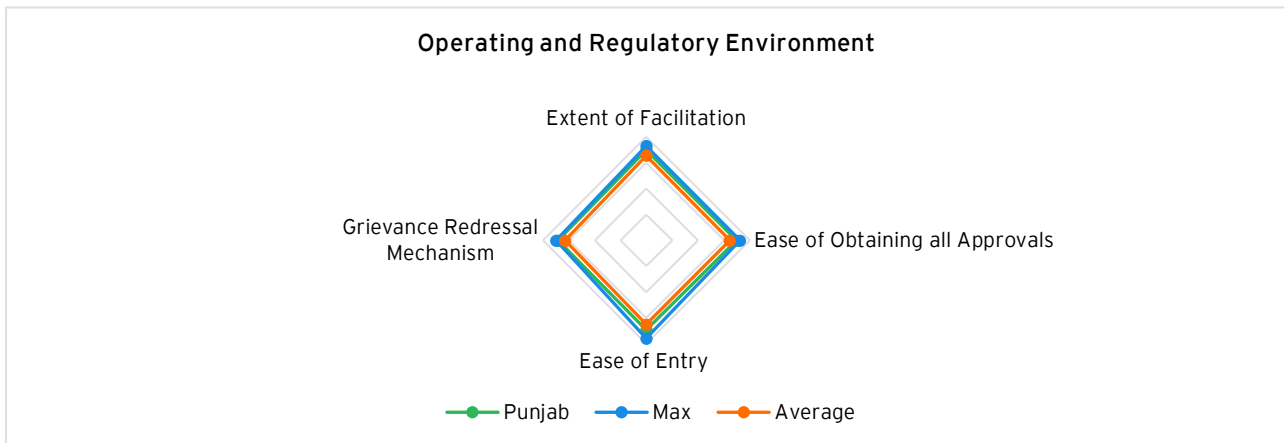 Operating and Regulatory Environment
Extent of Facilitation
Grievance Redressal
Mechanism
Ease of Obtaining all Approvals
Ease of Entry
Punjab
Max
Average